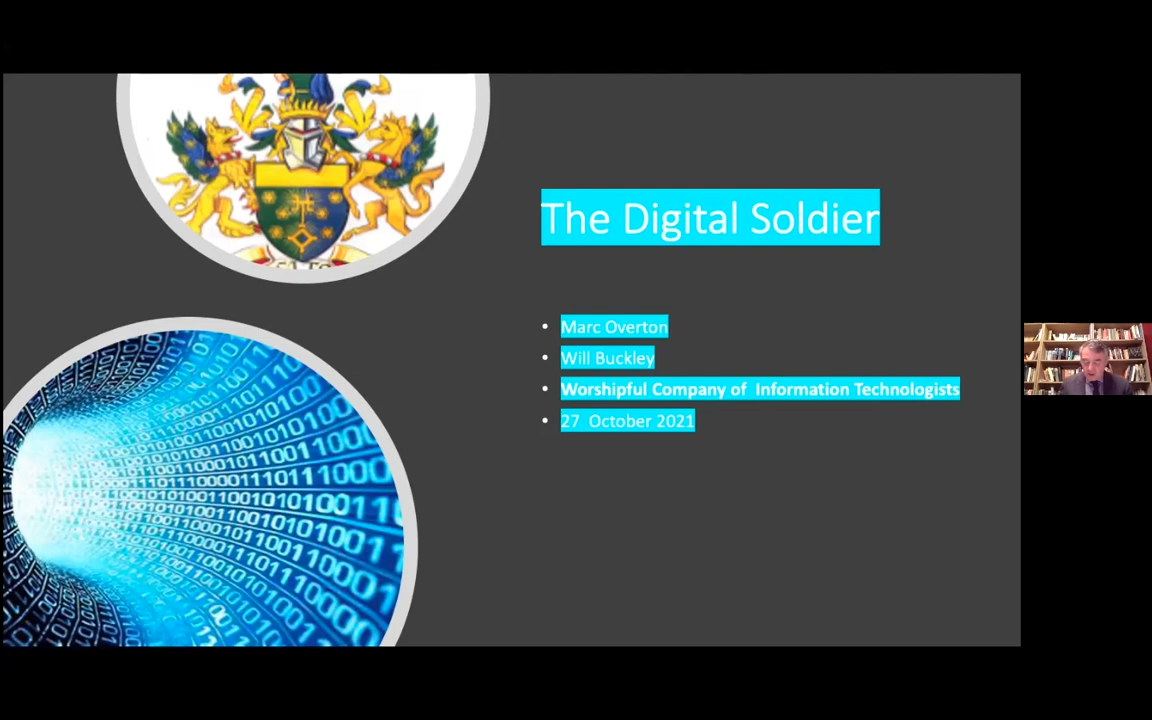 The Digital Soldier
Marc Overton
Will Buckley
Worshipful Company of Information Technologists
27 October 2021